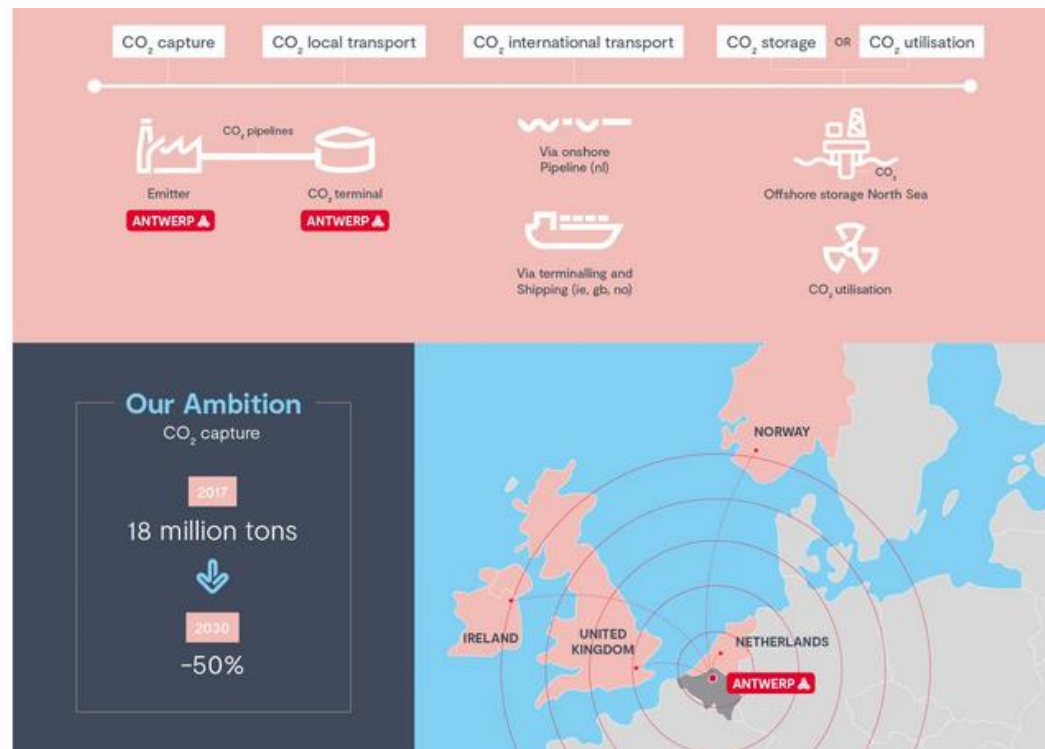 CO₂ capture
CO₂ local transport
CO₂ international transport
CO₂ storage OR CO₂ utilisation
CO₂ pipelines
Emitter
ANTWERP
CO₂ terminal
ANTWERP
Via onshore
Pipeline (nl)
Via terminalling and
Shipping (ie, gb, no)
CO₂
Offshore storage North Sea
CO₂ utilisation
Our Ambition
CO₂ capture
2017
18 million tons
2030
-50%
NORWAY
IRELAND
UNITED
KINGDOM
NETHERLANDS
ANTWERP